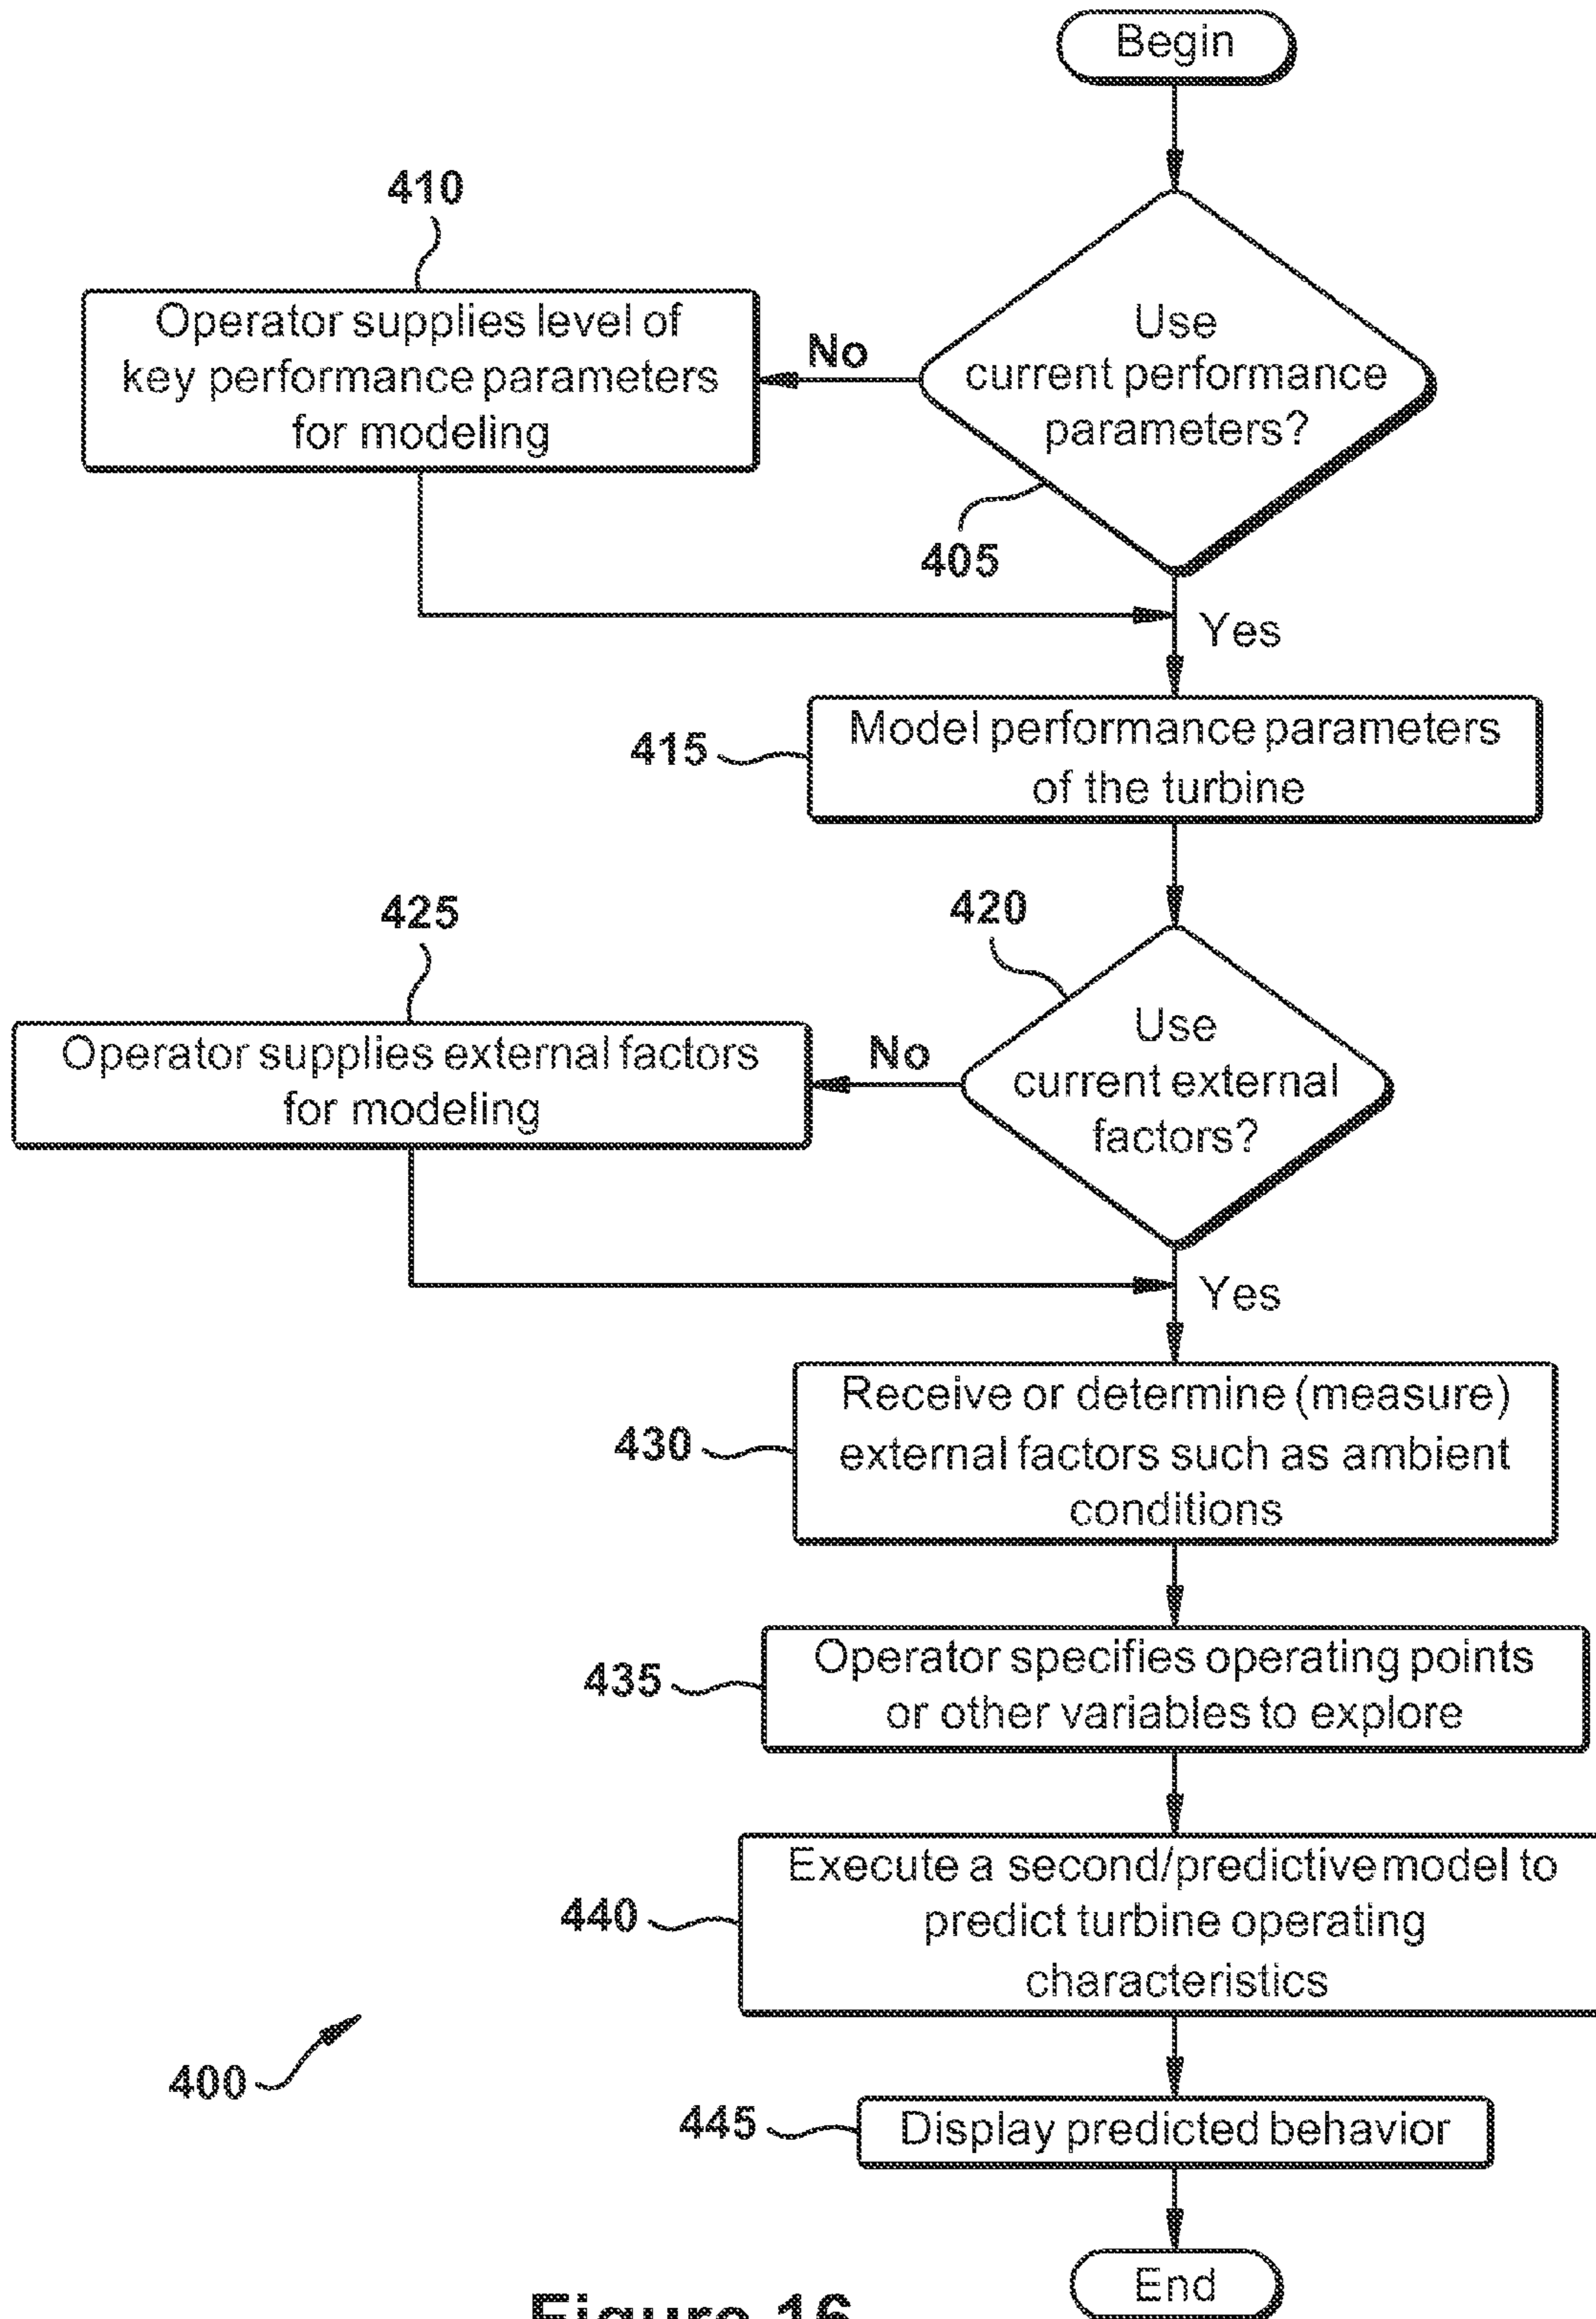 Begin
410
Operator supplies level of
key performance parameters
for modeling
No
Use
current performance
parameters?
405
Yes
415
Model performance parameters
of the turbine
425
420
Operator supplies external factors
for modeling
No
Use
current external
factors?
Yes
430
Receive or determine (measure)
external factors such as ambient
conditions
435
Operator specifies operating points
or other variables to explore
440
Execute a second/predictive model to
predict turbine operating
characteristics
400
445
Display predicted behavior
End
Figure 16